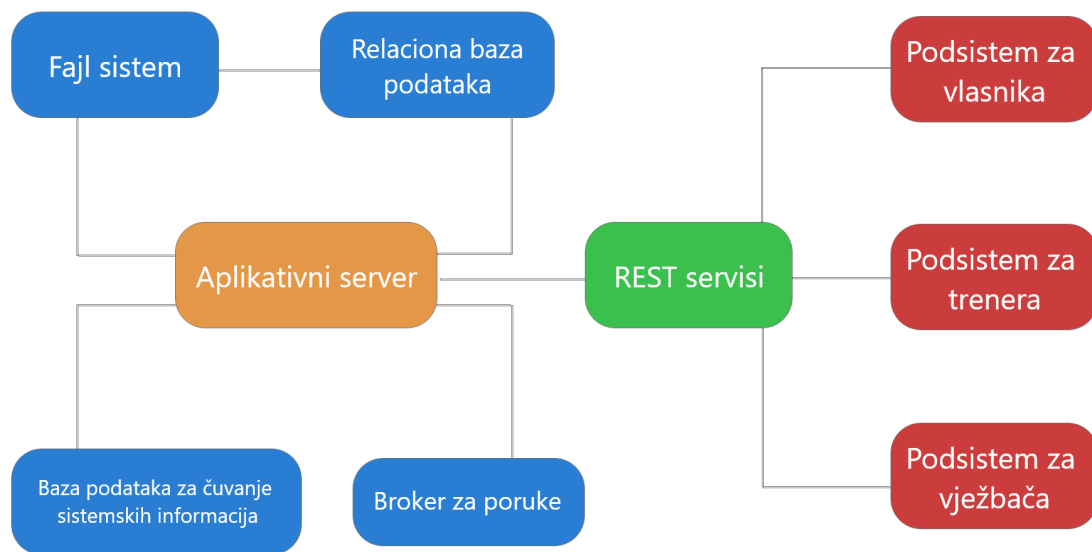 Fajl sistem
Relaciona baza
podataka
Podsistem za
vlasnika
Aplikativni server
REST servisi
Podsistem za
trenera
Baza podataka za čuvanje
sistemskih informacija
Broker za poruke
Podsistem za
vježbača